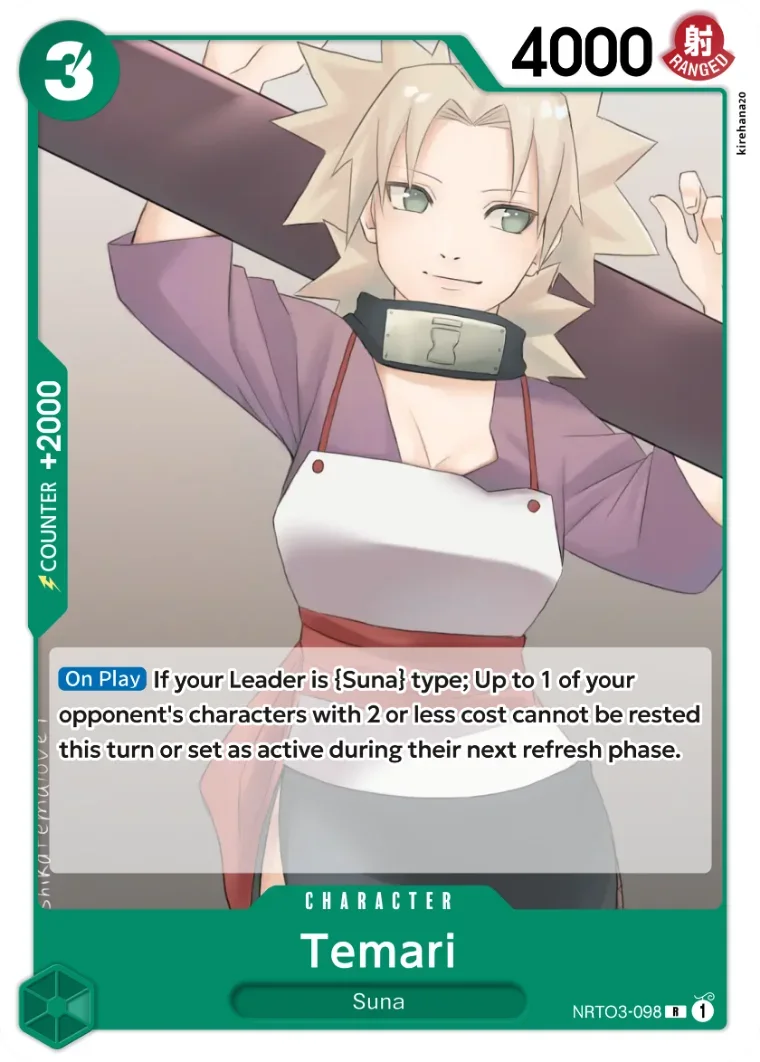 3
4000
射
RANGED
kirehana20
COUNTER +2000
On Play If your Leader is {Suna} type; Up to 1 of your
opponent's characters with 2 or less cost cannot be rested
this turn or set as active during their next refresh phase.
CHARACTER
Temari
Suna
NRTO3-098 R 1